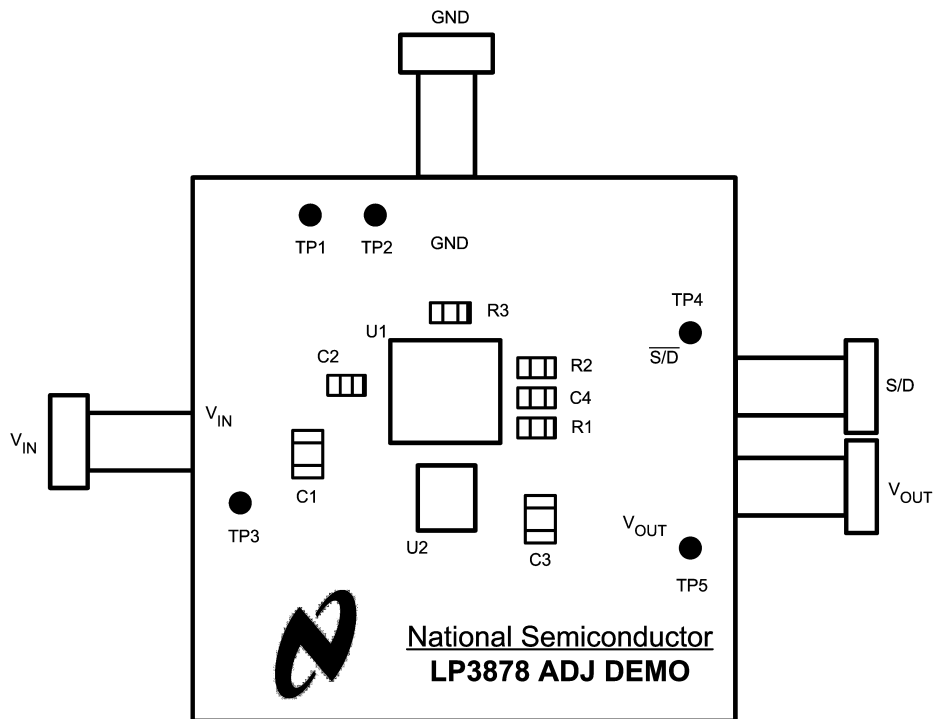 GND
TP1 TP2 GND
R3
TP4
U1
S/D
C2
R2
S/D
C4
V_IN
R1
V_IN
C1
V_OUT
TP3
V_OUT
U2
C3
TP5
National Semiconductor
LP3878 ADJ DEMO